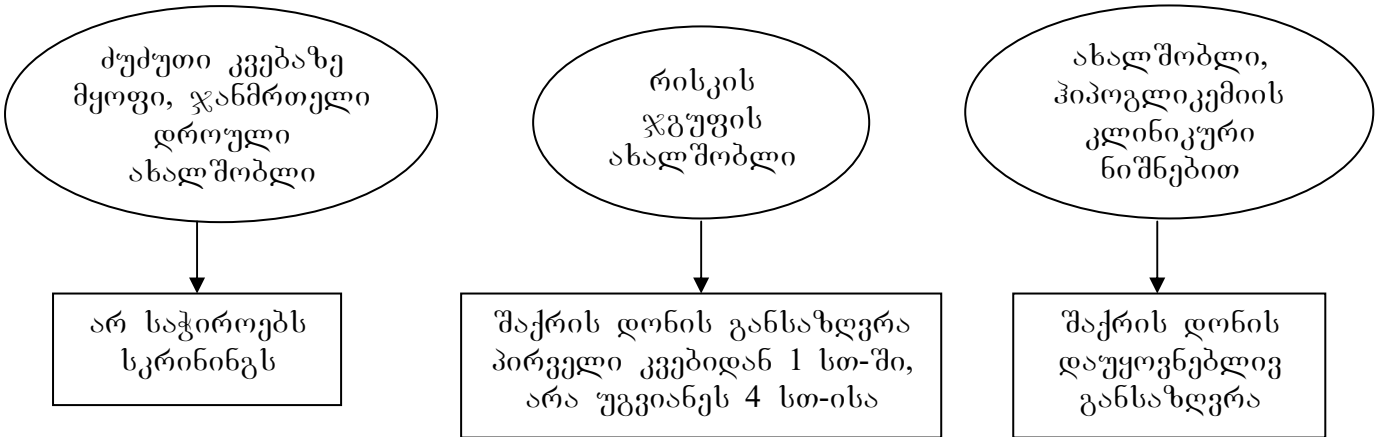 ძუძუთი კვებაზე
მყოფი, ჯანმრთელი
დროული
ახალშობლი
რისკის
ჯგუფის
ახალშობლი
ახალშობლი,
ჰიპოგლიკემიის
კლინიკური
ნიშნებით
არ საჭიროებს
სკრინინგს
შაქრის დონის განსაზღვრა
პირველი კვებიდან 1 სთ-ში,
არა უგვიანეს 4 სთ-ისა
შაქრის დონის
დაუყოვნებლივ
განსაზღვრა